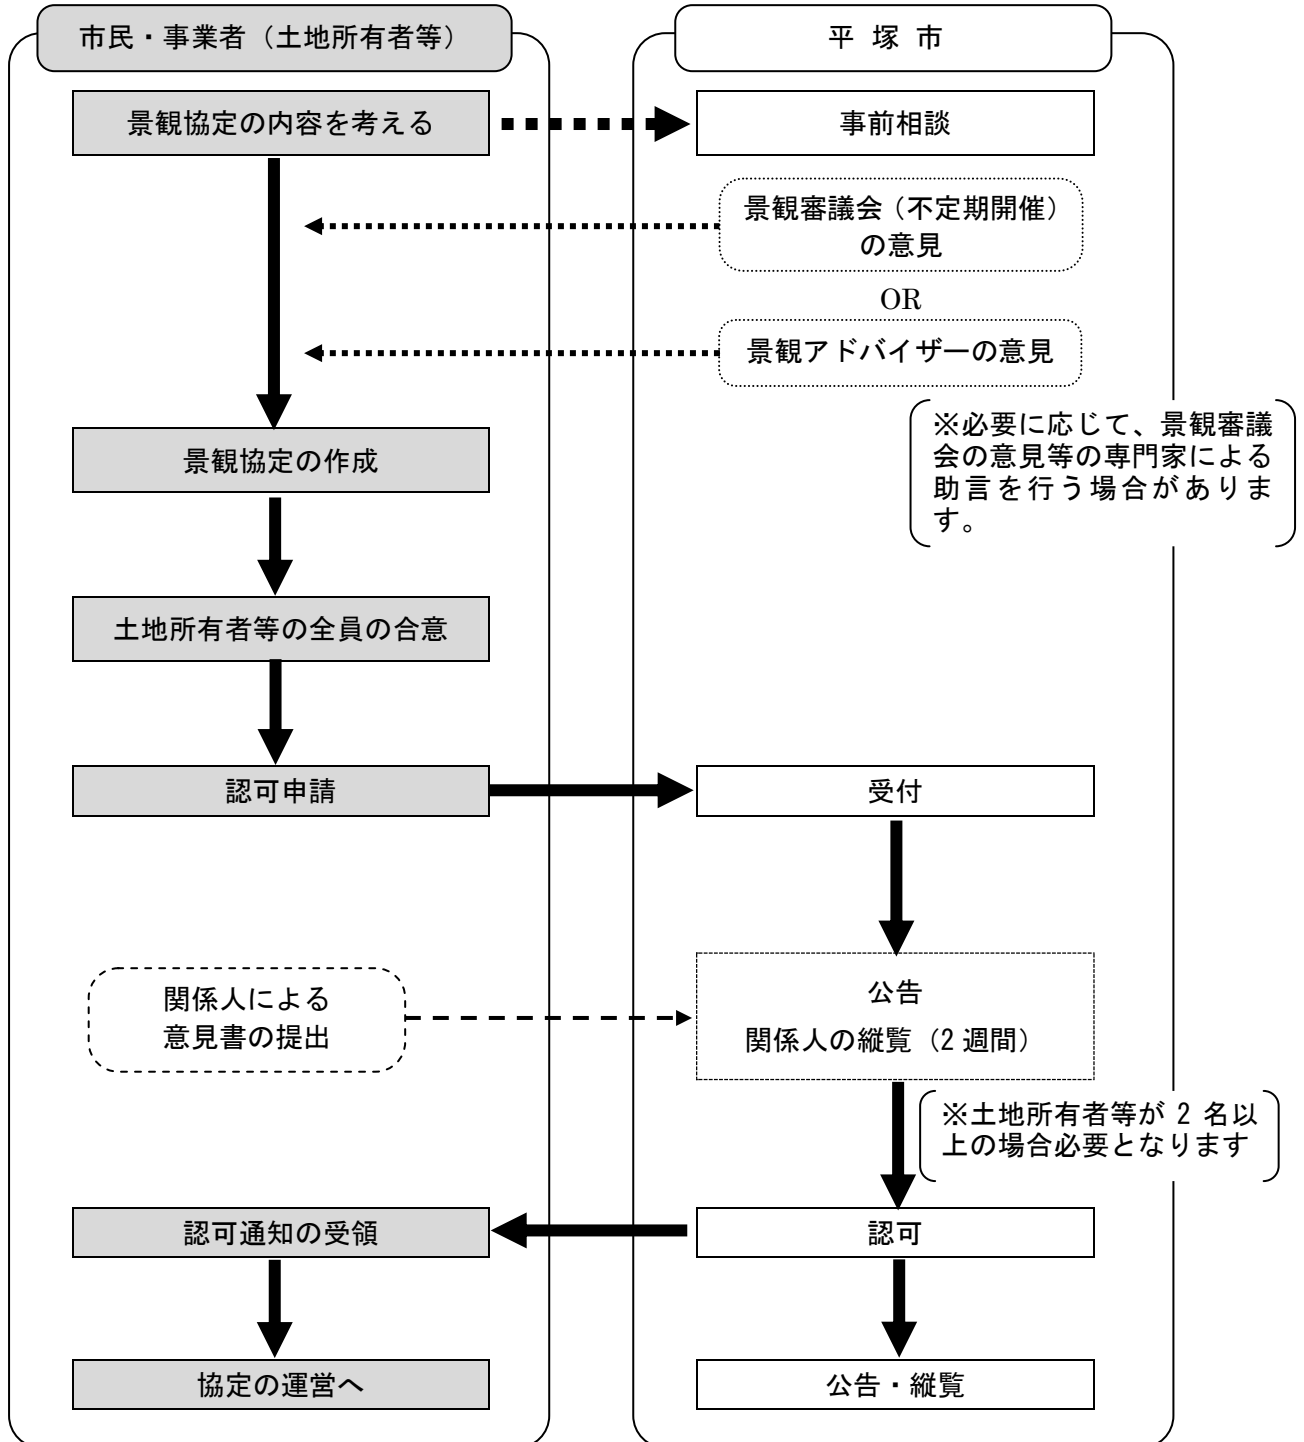 市民・事業者（土地所有者等）
平 塚 市
景観協定の内容を考える
事前相談
景観審議会（不定期開催）
の意見
OR
景観アドバイザーの意見
※必要に応じて、景観審議
会の意見等の専門家による
助言を行う場合がありま
す。
景観協定の作成
土地所有者等の全員の合意
認可申請
受付
関係人による
意見書の提出
公告
関係人の縦覧（2 週間）
※土地所有者等が 2 名以
上の場合必要となります
認可通知の受領
認可
協定の運営へ
公告・縦覧